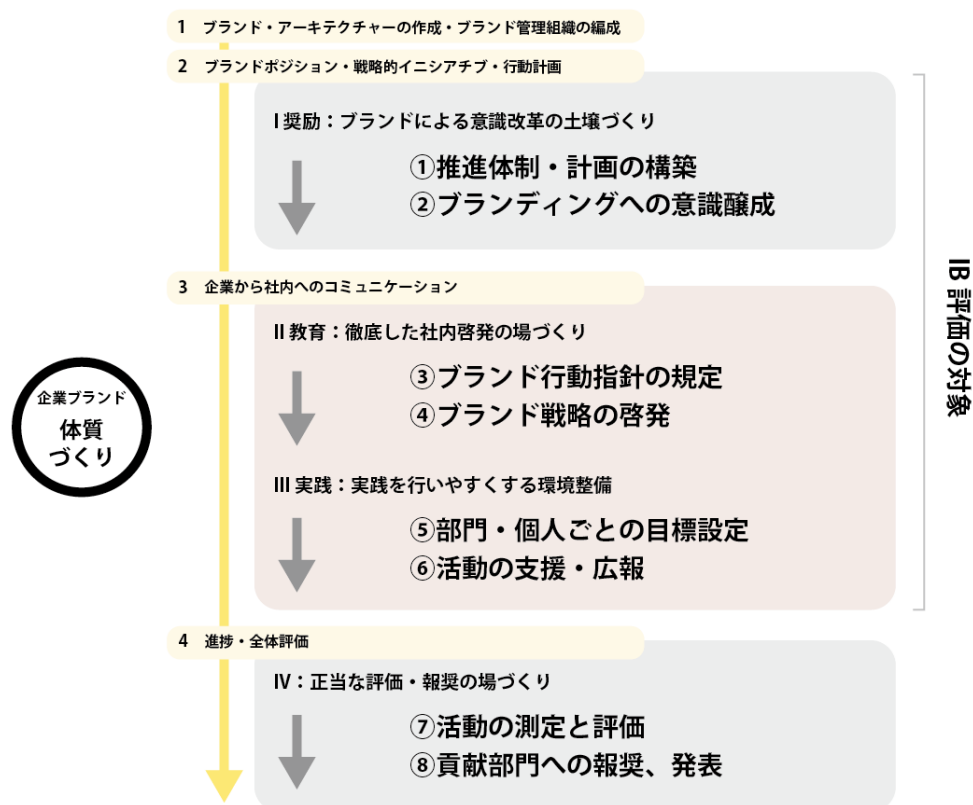 1 ブランド・アーキテクチャーの作成・ブランド管理組織の編成
2 ブランドポジション・戦略的イニシアチブ・行動計画
I 奨励：ブランドによる意識改革の土壌づくり
①推進体制・計画の構築
②ブランディングへの意識醸成
3 企業から社内へのコミュニケーション
II 教育：徹底した社内啓発の場づくり
③ブランド行動指針の規定
④ブランド戦略の啓発
III 実践：実践を行いやすくする環境整備
⑤部門・個人ごとの目標設定
⑥活動の支援・広報
4 進捗・全体評価
IV：正当な評価・報奨の場づくり
⑦活動の測定と評価
⑧貢献部門への報奨、発表
企業ブランド
体質
づくり
IB 評価の対象